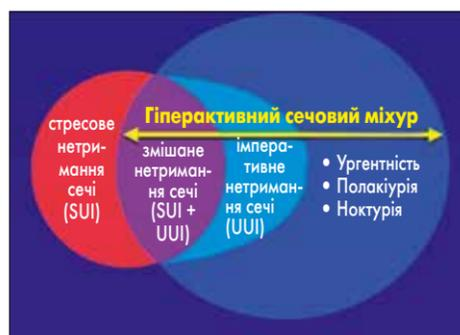 Гіперактивний сечовий міхур
стресове
нетри-
мання
сечі
(SUI)
змішане
нетриман-
ня сечі
(SUI +
UUI)
імпера-
тивне
нетриман-
ня сечі
(UUI)
• Ургентність
• Полакіурія
• Ноктурія